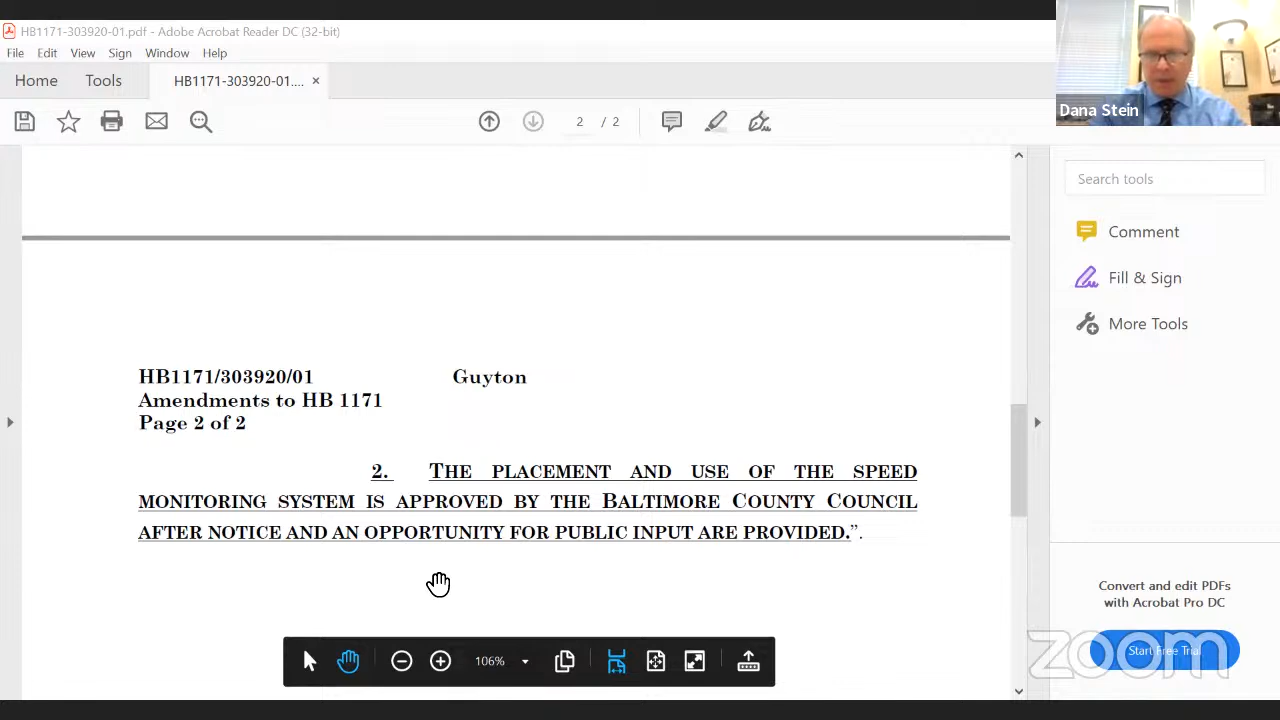 HB1171-303920-01.pdf - Adobe Acrobat Reader DC (32-bit)
File Edit View Sign Window Help
Home Tools HB1171-303920-01.... ×
2 / 2
Dana Stein
Search tools
Comment
Fill & Sign
More Tools
HB1171/303920/01 Guyton
Amendments to HB 1171
Page 2 of 2
2. THE PLACEMENT AND USE OF THE SPEED
MONITORING SYSTEM IS APPROVED BY THE BALTIMORE COUNTY COUNCIL
AFTER NOTICE AND AN OPPORTUNITY FOR PUBLIC INPUT ARE PROVIDED.”.
106%
Convert and edit PDFs
with Acrobat Pro DC
Start Free Trial
zoom